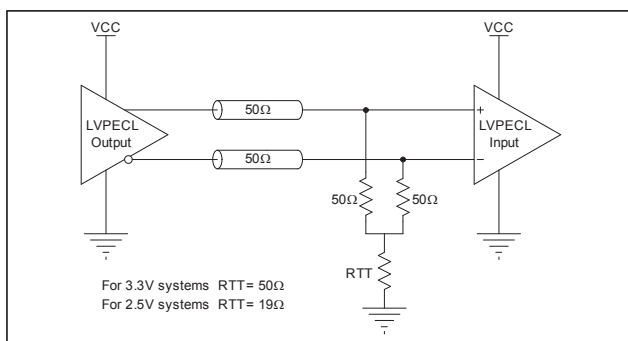 VCC
VCC
LVPECL
Output
50Ω
50Ω
+
−
LVPECL
Input
50Ω
50Ω
RTT
For 3.3V systems RTT= 50Ω
For 2.5V systems RTT= 19Ω